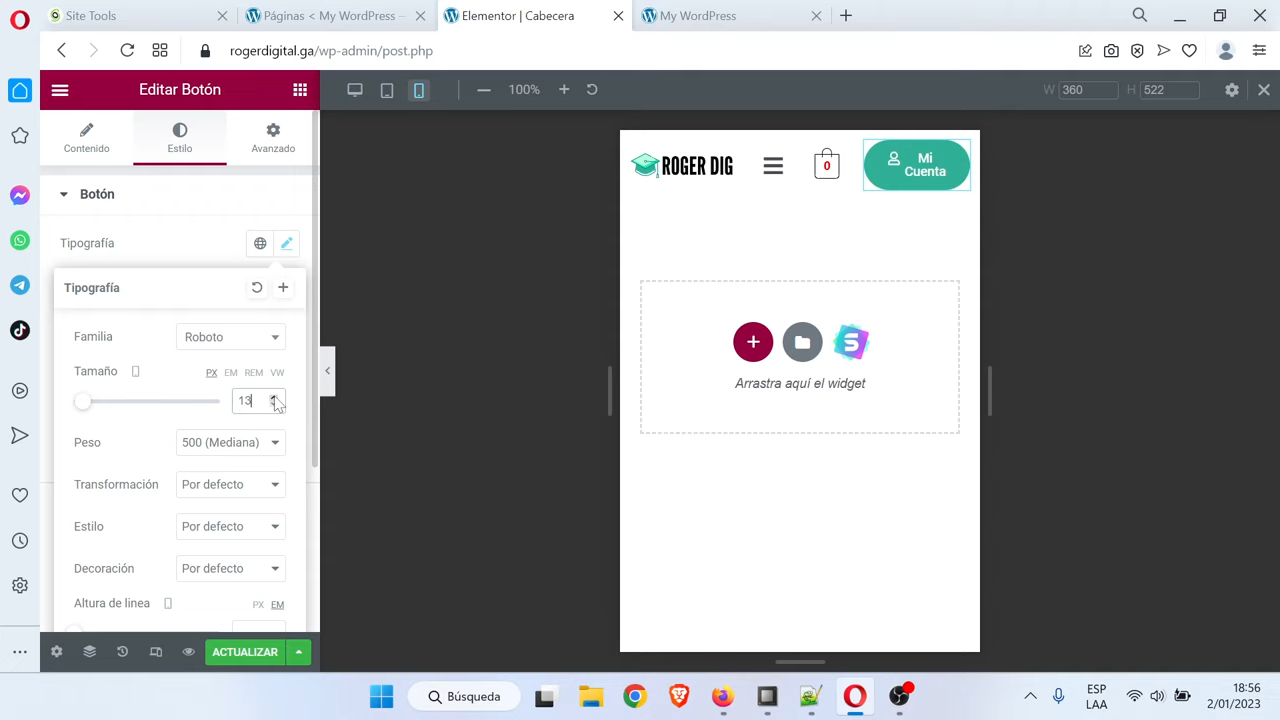 Site Tools
Páginas < My WordPress –
Elementor | Cabecera
My WordPress
rogerdigital.ga/wp-admin/post.php
Editar Botón
100%
W 360
H 522
Contenido
Estilo
Avanzado
Botón
Tipografía
Tipografía
Familia
Roboto
Tamaño
PX EM REM VW
13
Peso
500 (Mediana)
Transformación
Por defecto
Estilo
Por defecto
Decoración
Por defecto
Altura de linea
PX EM
ACTUALIZAR
ROGER DIG
0
Mi
Cuenta
Arrastra aquí el widget
Búsqueda
ESP
LAA
18:56
2/01/2023